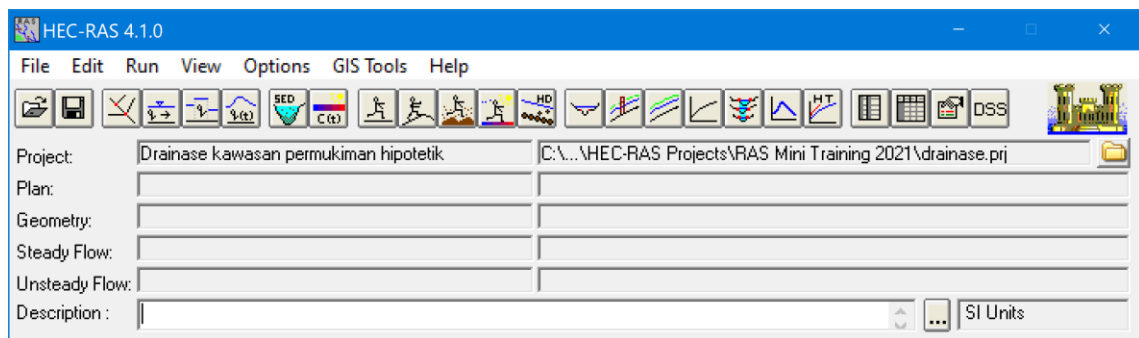 HEC-RAS 4.1.0
File Edit Run View Options GIS Tools Help
SED C(t) HD HT DSS
Project: Drainase kawasan permukiman hipotetik C:\...\HEC-RAS Projects\RAS Mini Training 2021\drainase.prj
Plan:
Geometry:
Steady Flow:
Unsteady Flow:
Description : ... SI Units